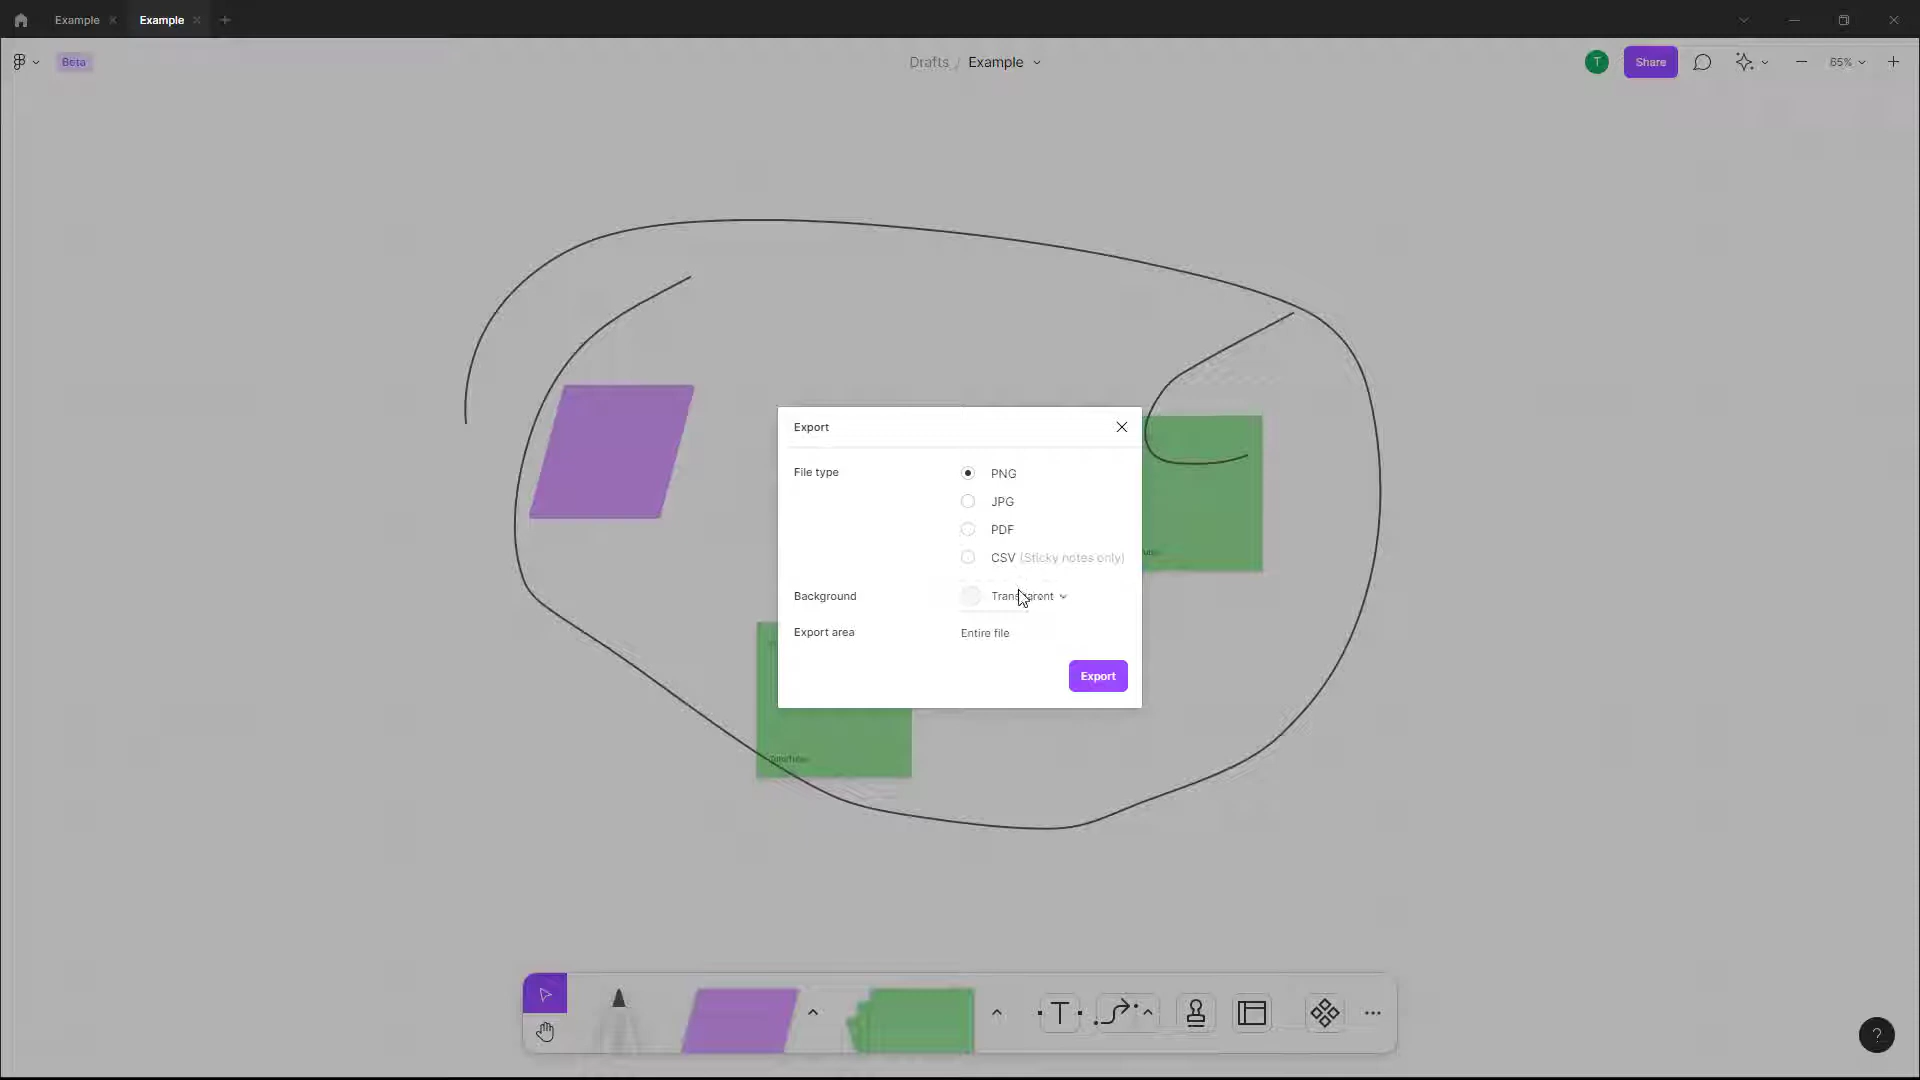 Example
Example
Beta
Drafts / Example
T
Share
65%
Export
File type
PNG
JPG
PDF
CSV (Sticky notes only)
Background
Transparent
Export area
Entire file
Export
T
?